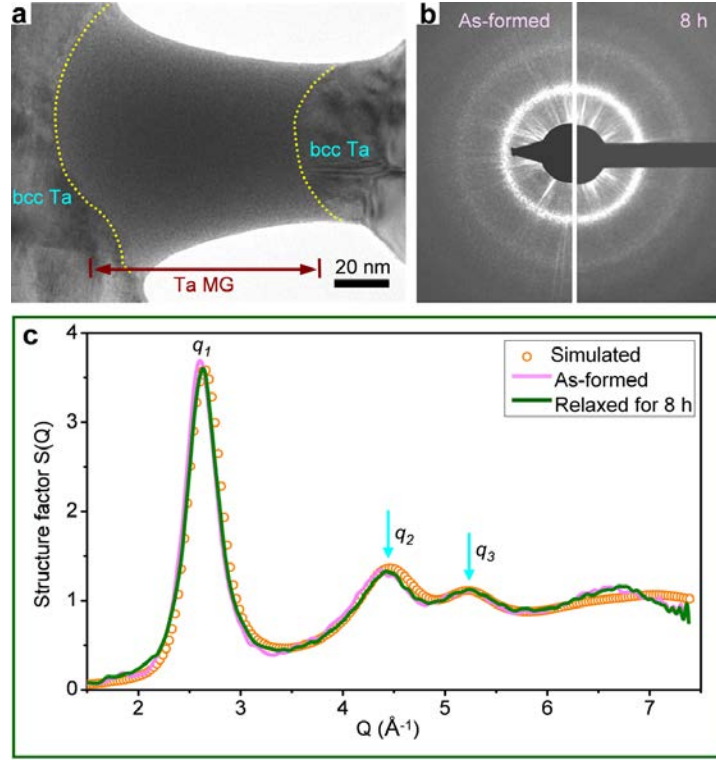 a
bcc Ta
bcc Ta
Ta MG
20 nm
b
As-formed
8 h
c
Structure factor S(Q)
4
3
2
1
0
q1
q2
q3
Simulated
As-formed
Relaxed for 8 h
2 3 4 5 6 7
Q (Å-1)